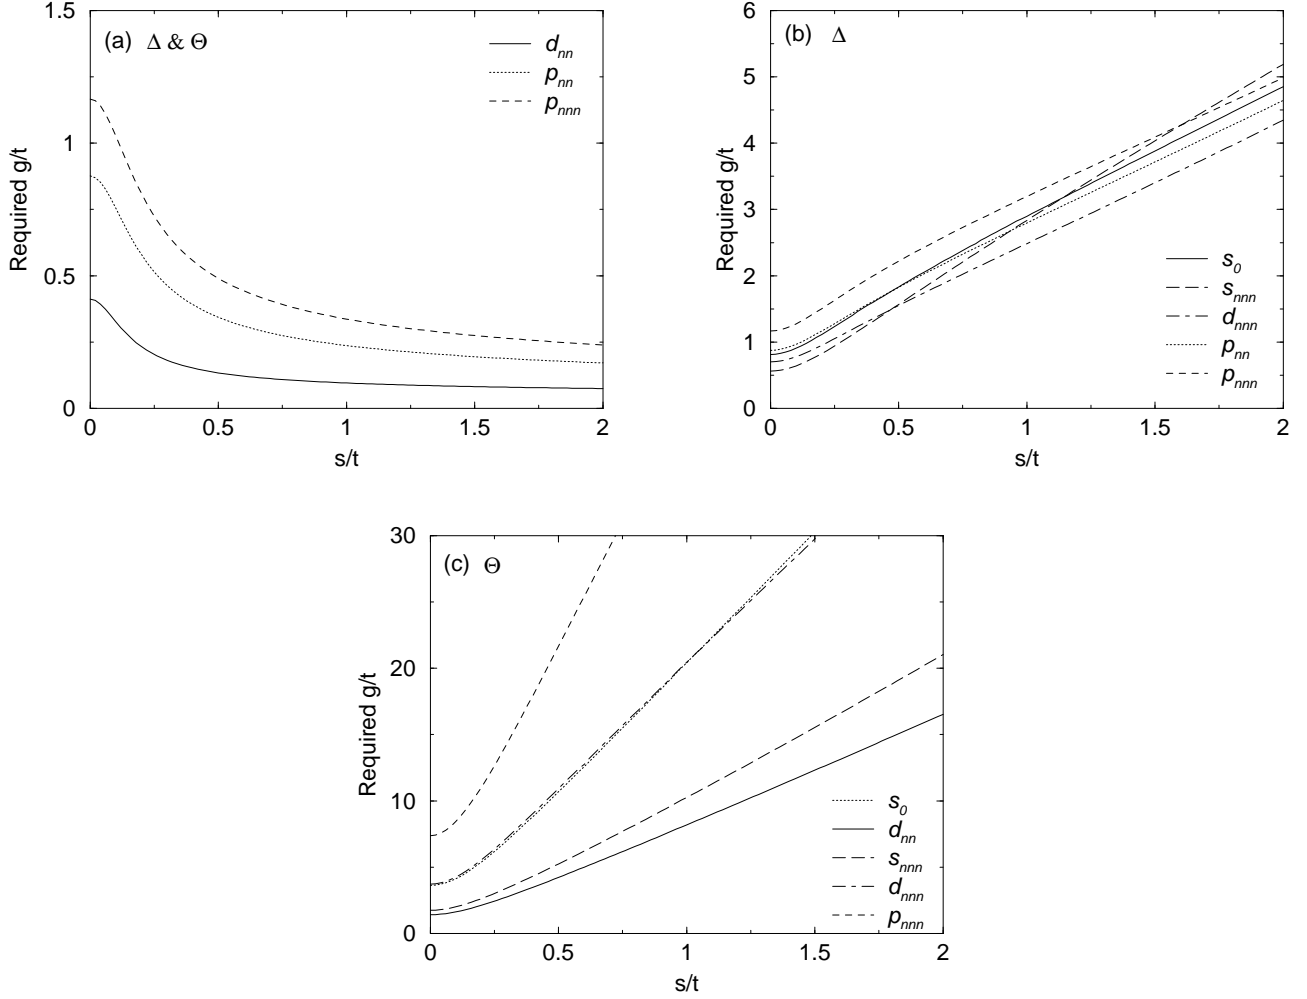 (a) Δ & Θ
d_nn
p_nn
p_nnn
1.5
1
0.5
0
Required g/t
0 0.5 1 1.5 2
s/t
(b) Δ
6
5
4
3
2
1
0
Required g/t
s_0
s_nnn
d_nnn
p_nn
p_nnn
0 0.5 1 1.5 2
s/t
(c) Θ
30
20
10
0
Required g/t
s_0
d_nn
s_nnn
d_nnn
p_nnn
0 0.5 1 1.5 2
s/t